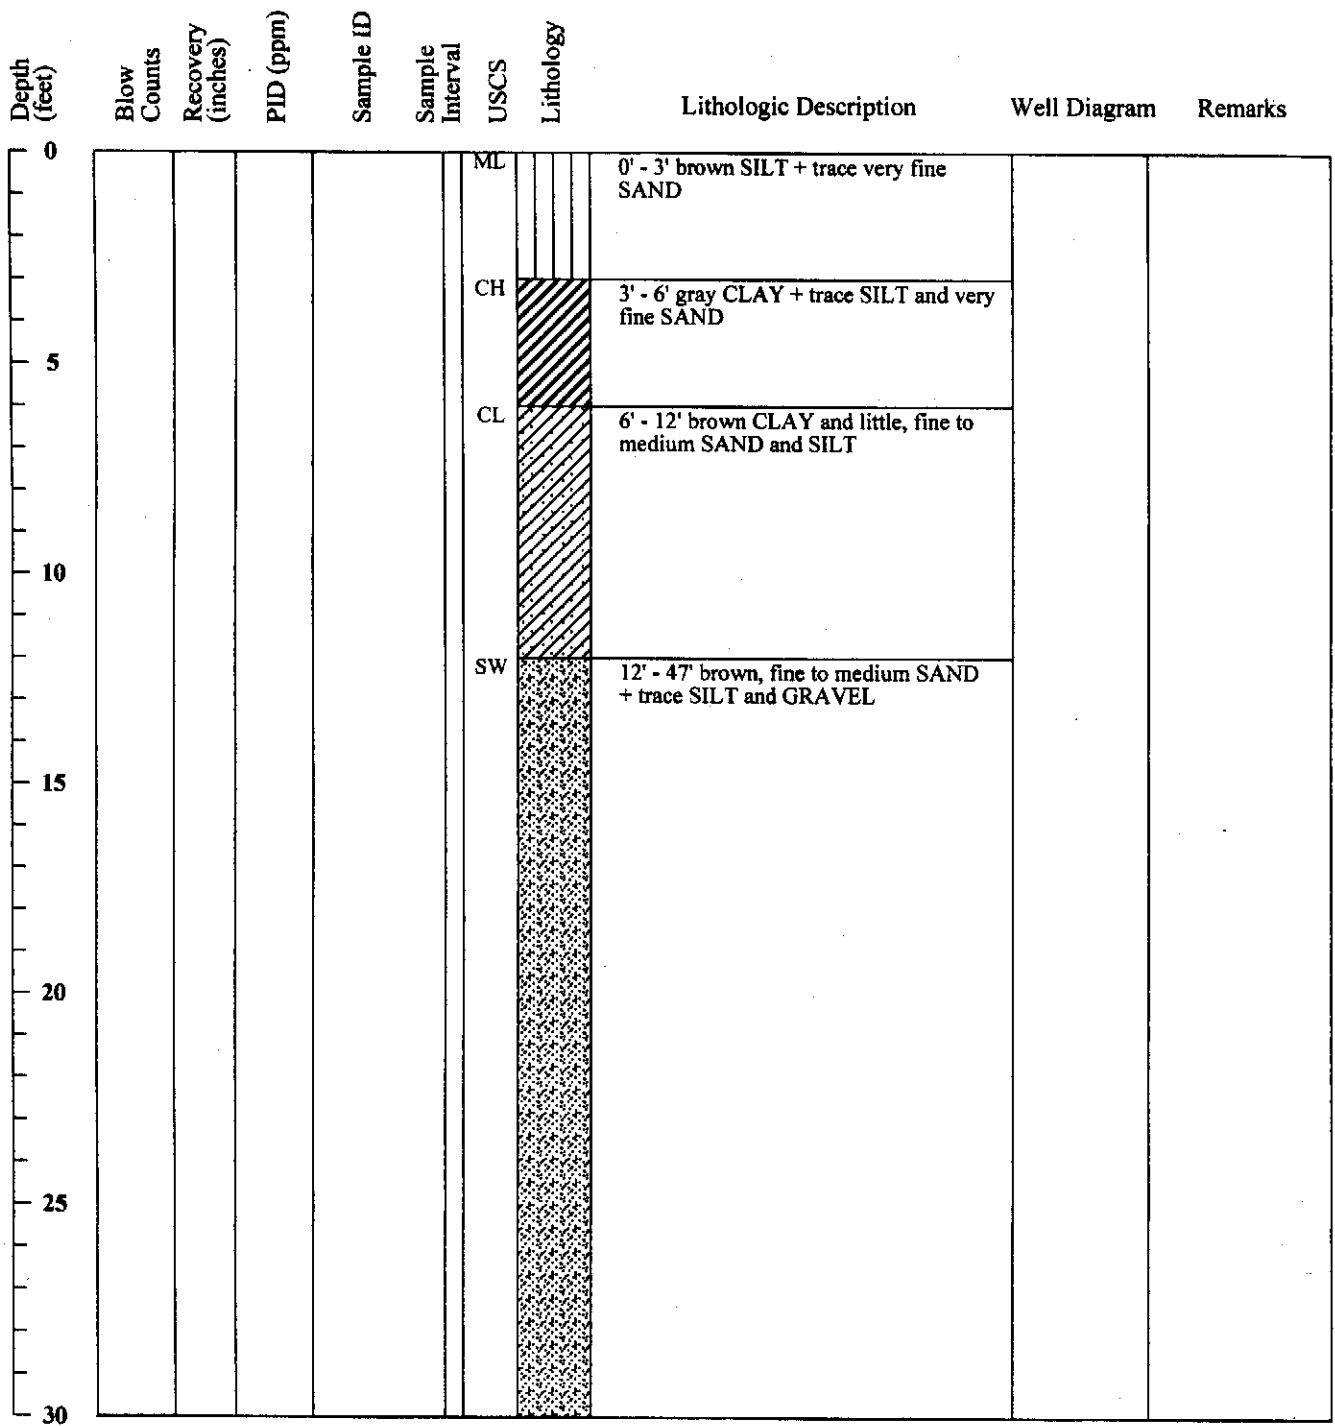 Depth
(feet)
Blow
Counts
Recovery
(inches)
PID (ppm)
Sample ID
Sample
Interval
USCS
Lithology
Lithologic Description
Well Diagram
Remarks
0
ML
0' - 3' brown SILT + trace very fine
SAND
CH
3' - 6' gray CLAY + trace SILT and very
fine SAND
5
CL
6' - 12' brown CLAY and little, fine to
medium SAND and SILT
10
SW
12' - 47' brown, fine to medium SAND
+ trace SILT and GRAVEL
15
20
25
30